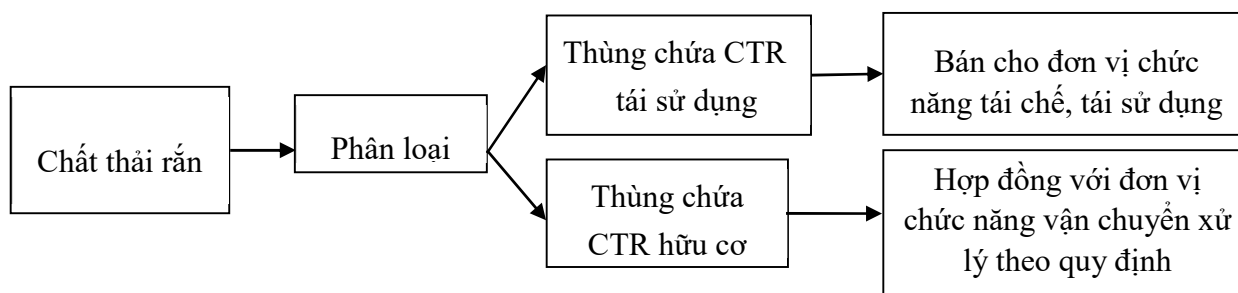 Chất thải rắn
Phân loại
Thùng chứa CTR
tái sử dụng
Bán cho đơn vị chức
năng tái chế, tái sử dụng
Thùng chứa
CTR hữu cơ
Hợp đồng với đơn vị
chức năng vận chuyển xử
lý theo quy định